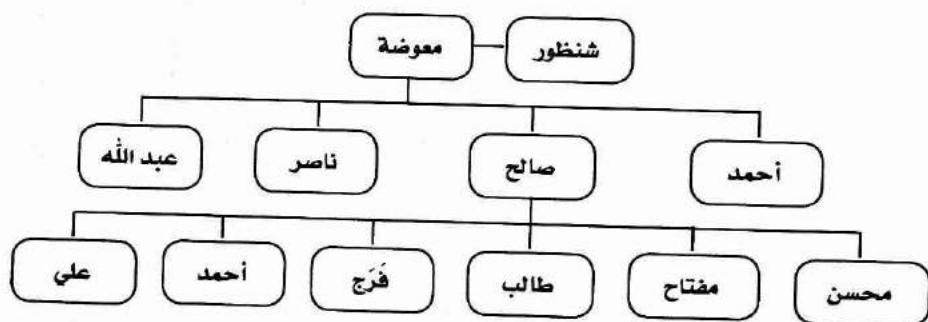 شنظور معوضة
أحمد صالح ناصر عبد الله
محسن مفتاح طالب فَرَج أحمد علي